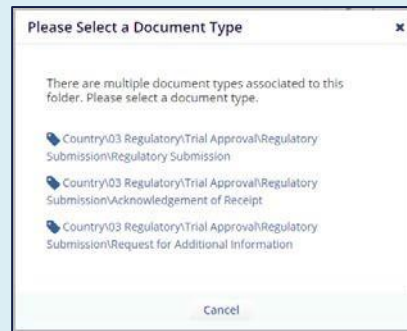 Please Select a Document Type
There are multiple document types associated to this
folder. Please select a document type.
Country\03 Regulatory\Trial Approval\Regulatory
Submission\Regulatory Submission
Country\03 Regulatory\Trial Approval\Regulatory
Submission\Acknowledgement of Receipt
Country\03 Regulatory\Trial Approval\Regulatory
Submission\Request for Additional Information
Cancel